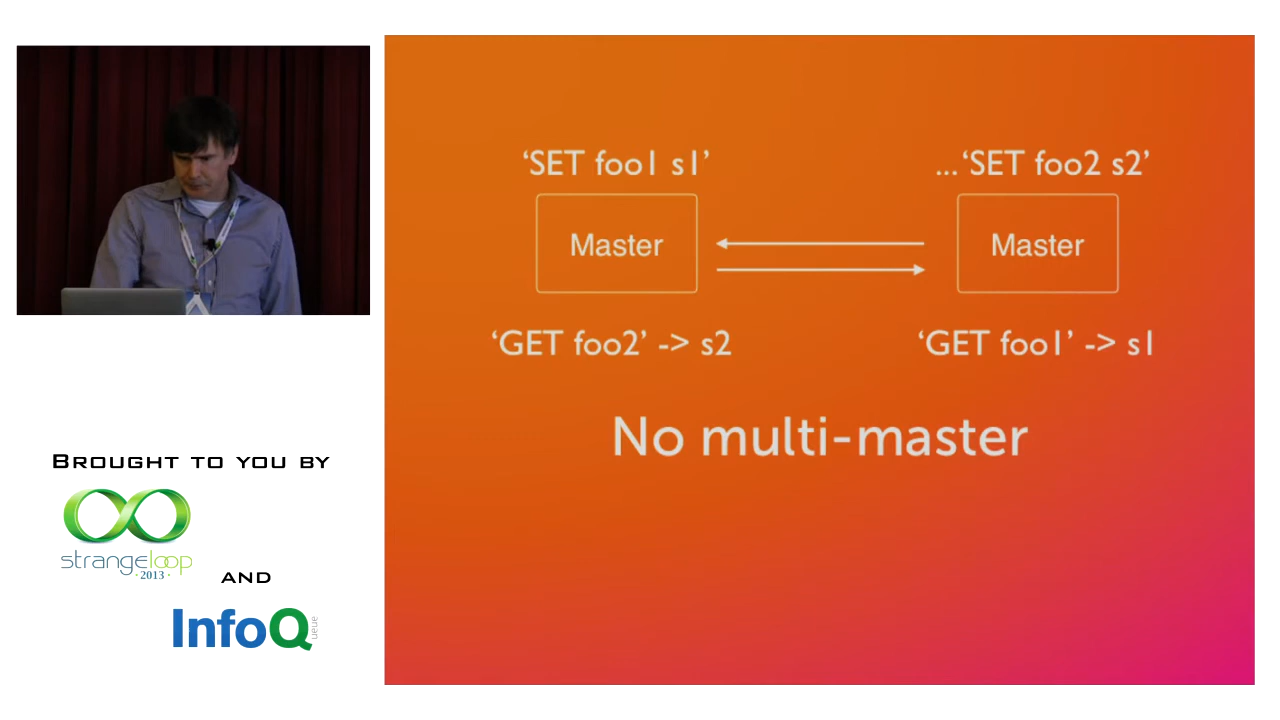 ‘SET foo1 s1’
...‘SET foo2 s2’
Master
Master
‘GET foo2’ -> s2
‘GET foo1’ -> s1
No multi-master
BROUGHT TO YOU BY
strangeloop
· 2013 ·
AND
InfoQ
ueue